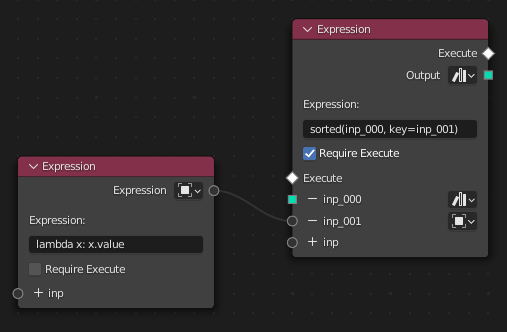 Expression
Execute
Output
Expression:
sorted(inp_000, key=inp_001)
Require Execute
Execute
inp_000
inp_001
+ inp
Expression
Expression
Expression:
lambda x: x.value
Require Execute
+ inp